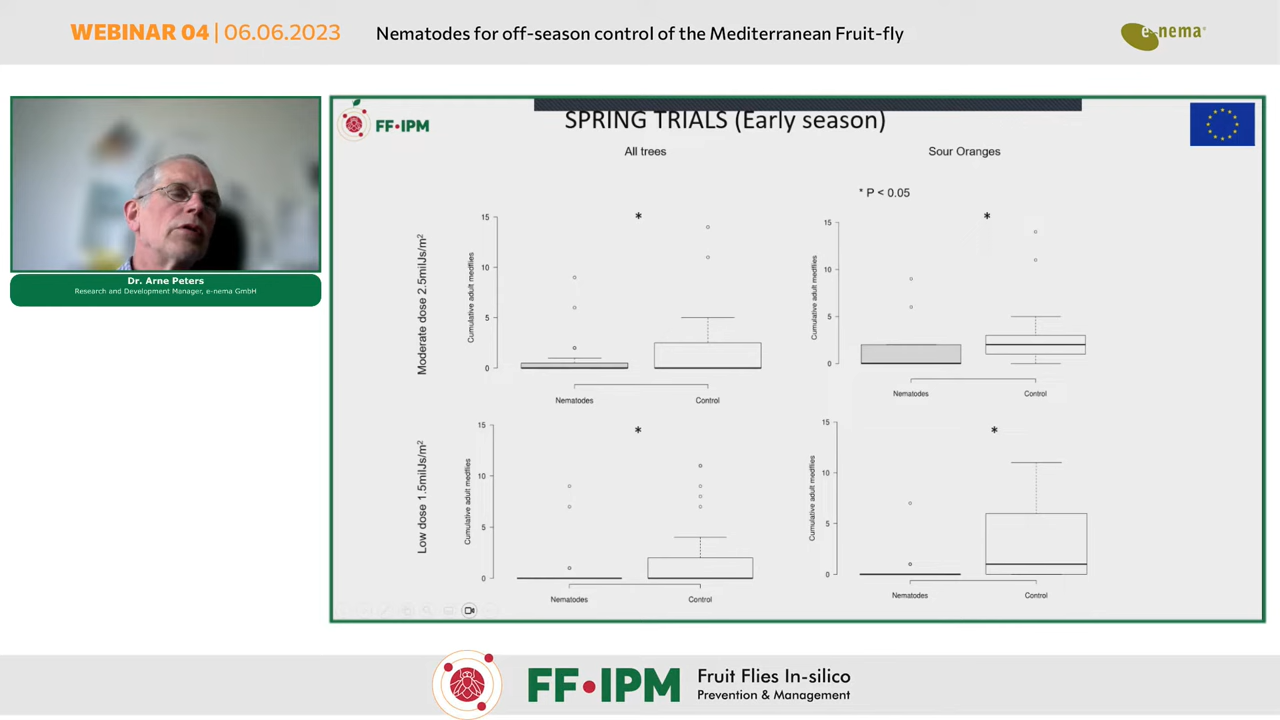 WEBINAR 04 | 06.06.2023
Nematodes for off-season control of the Mediterranean Fruit-fly
e-nema
FF•IPM
SPRING TRIALS (Early season)
All trees
Sour Oranges
* P < 0.05
Dr. Arne Peters
Research and Development Manager, e-nema GmbH
Moderate dose 2.5milJs/m²
Cumulative adult medflies
15
10
5
0
*
Nematodes
Control
Cumulative adult medflies
15
10
5
0
*
Nematodes
Control
Low dose 1.5milJs/m²
Cumulative adult medflies
15
10
5
0
*
Nematodes
Control
Cumulative adult medflies
15
10
5
0
*
Nematodes
Control
FF•IPM
Fruit Flies In-silico
Prevention & Management